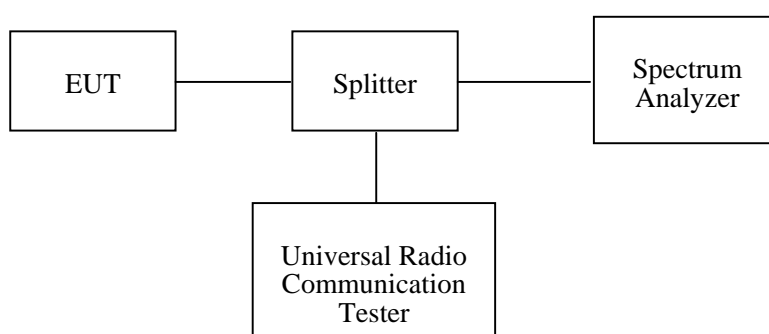 EUT
Splitter
Spectrum
Analyzer
Universal Radio
Communication
Tester